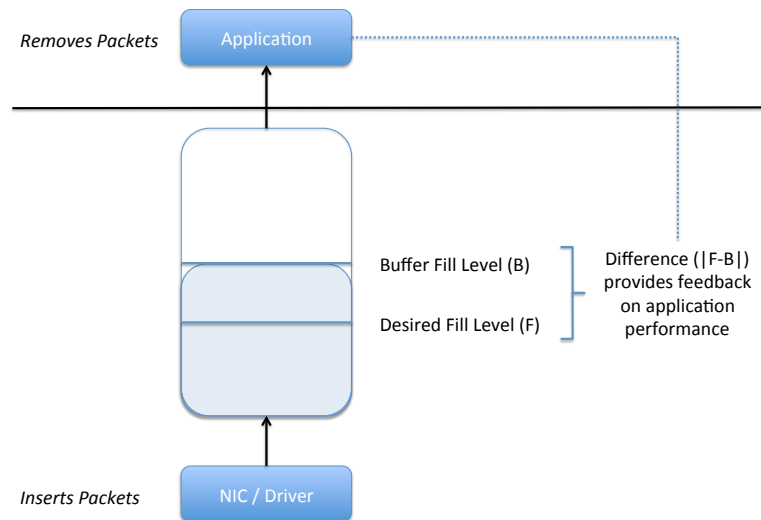 Removes Packets
Application
Buffer Fill Level (B)
Desired Fill Level (F)
Difference (|F-B|)
provides feedback
on application
performance
Inserts Packets
NIC / Driver